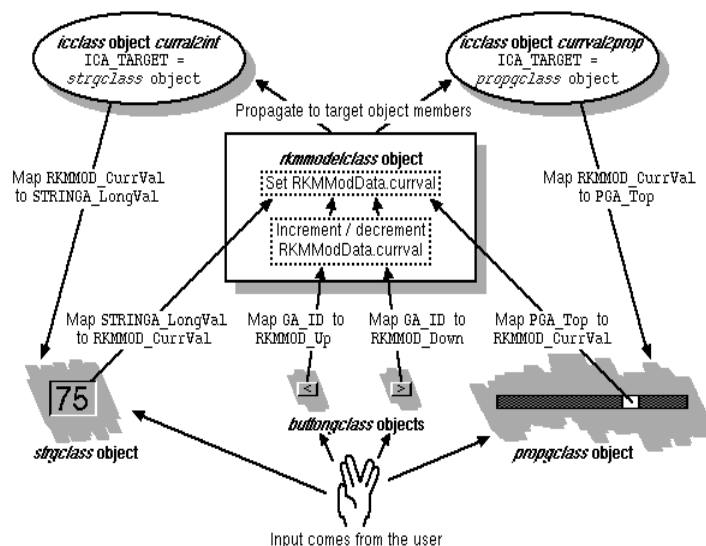 icclass object curral2int
ICA_TARGET =
strgclass object
icclass object currval2prop
ICA_TARGET =
propgclass object
Propagate to target object members
rkmmodelclass object
Set RKMModData.currval
Increment / decrement
RKMModData.currval
Map RKMMOD_CurrVal
to STRINGA_LongVal
Map RKMMOD_CurrVal
to PGA_Top
Map STRINGA_LongVal
to RKMMOD_CurrVal
Map GA_ID to
RKMMOD_Up
Map GA_ID to
RKMMOD_Down
Map PGA_Top to
RKMMOD_CurrVal
75
<
>
strgclass object
buttongclass objects
propgclass object
Input comes from the user